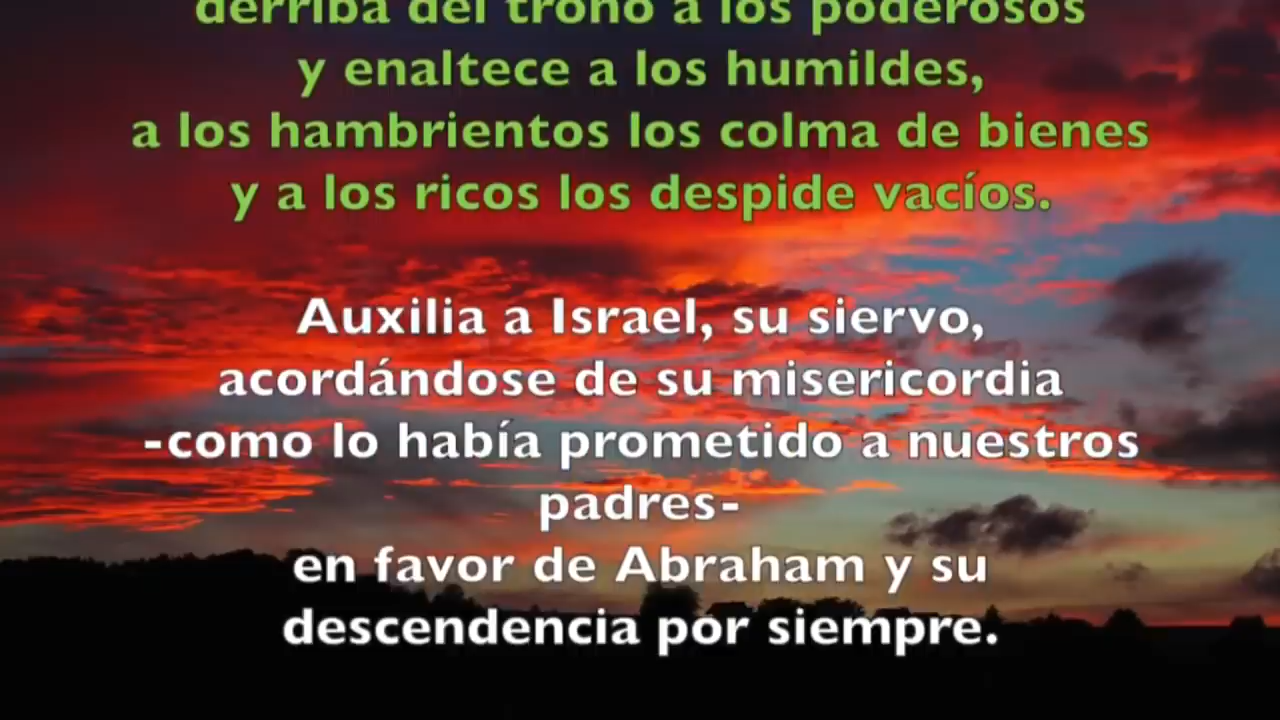 derriba del trono a los poderosos
y enaltece a los humildes,
a los hambrientos los colma de bienes
y a los ricos los despide vacíos.
Auxilia a Israel, su siervo,
acordándose de su misericordia
-como lo había prometido a nuestros
padres-
en favor de Abraham y su
descendencia por siempre.